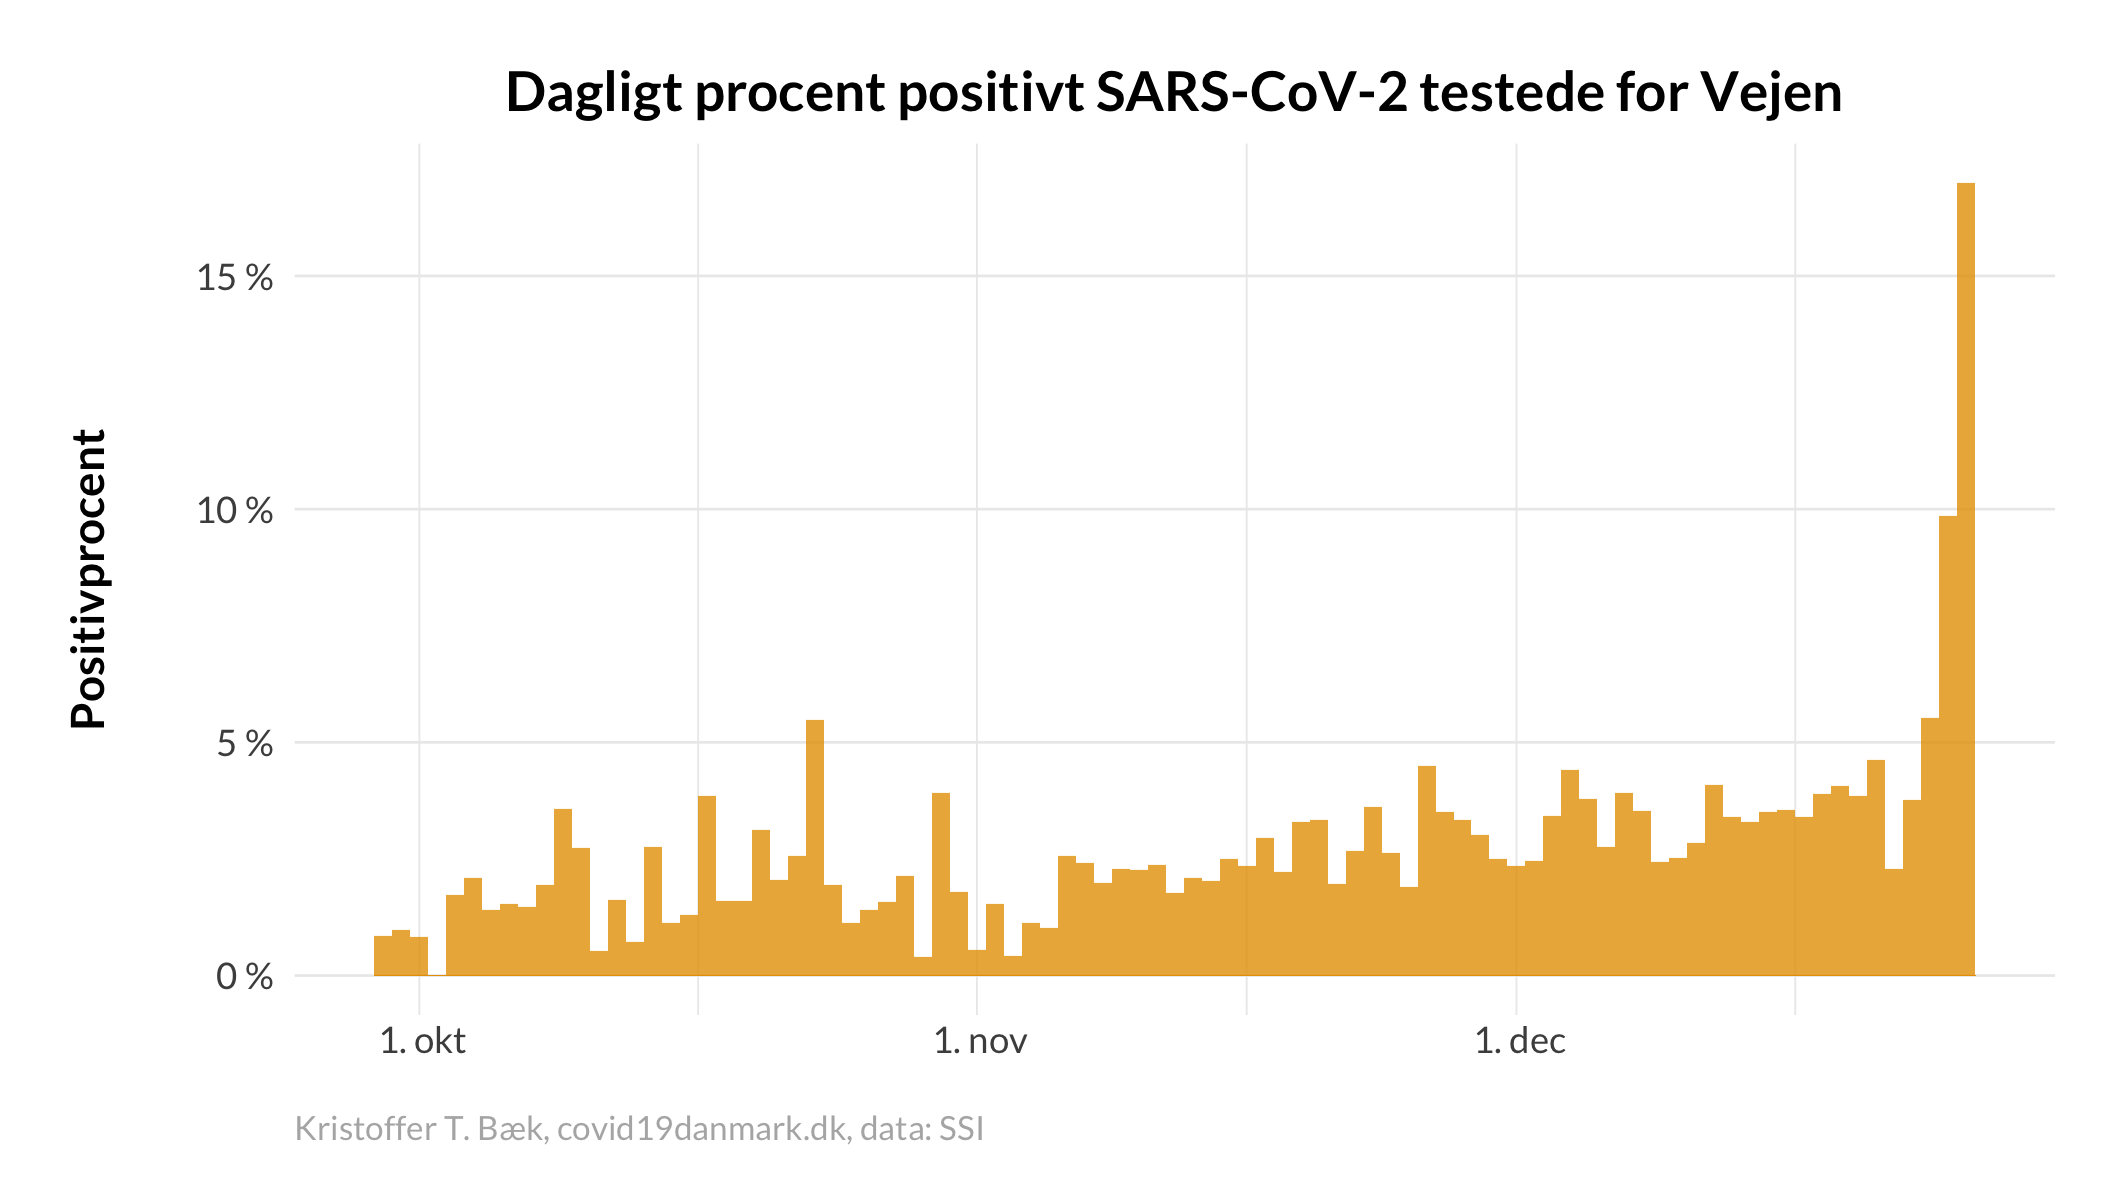 Dagligt procent positivt SARS-CoV-2 testede for Vejen
Positivprocent
15 %
10 %
5 %
0 %
1. okt
1. nov
1. dec
Kristoffer T. Bæk, covid19danmark.dk, data: SSI